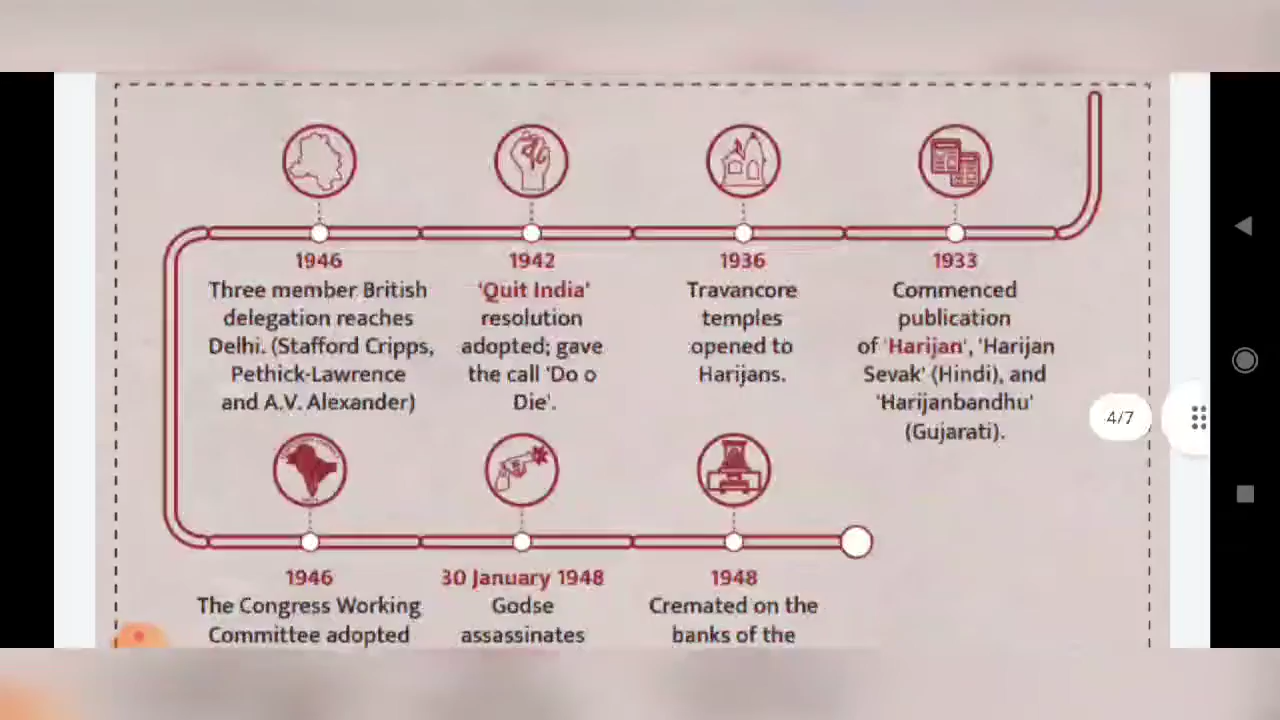 1946
Three member British
delegation reaches
Delhi. (Stafford Cripps,
Pethick-Lawrence
and A.V. Alexander)
1942
'Quit India'
resolution
adopted; gave
the call 'Do o
Die'.
1936
Travancore
temples
opened to
Harijans.
1933
Commenced
publication
of 'Harijan', 'Harijan
Sevak' (Hindi), and
'Harijanbandhu'
(Gujarati).
4/7
1946
The Congress Working
Committee adopted
30 January 1948
Godse
assassinates
1948
Cremated on the
banks of the